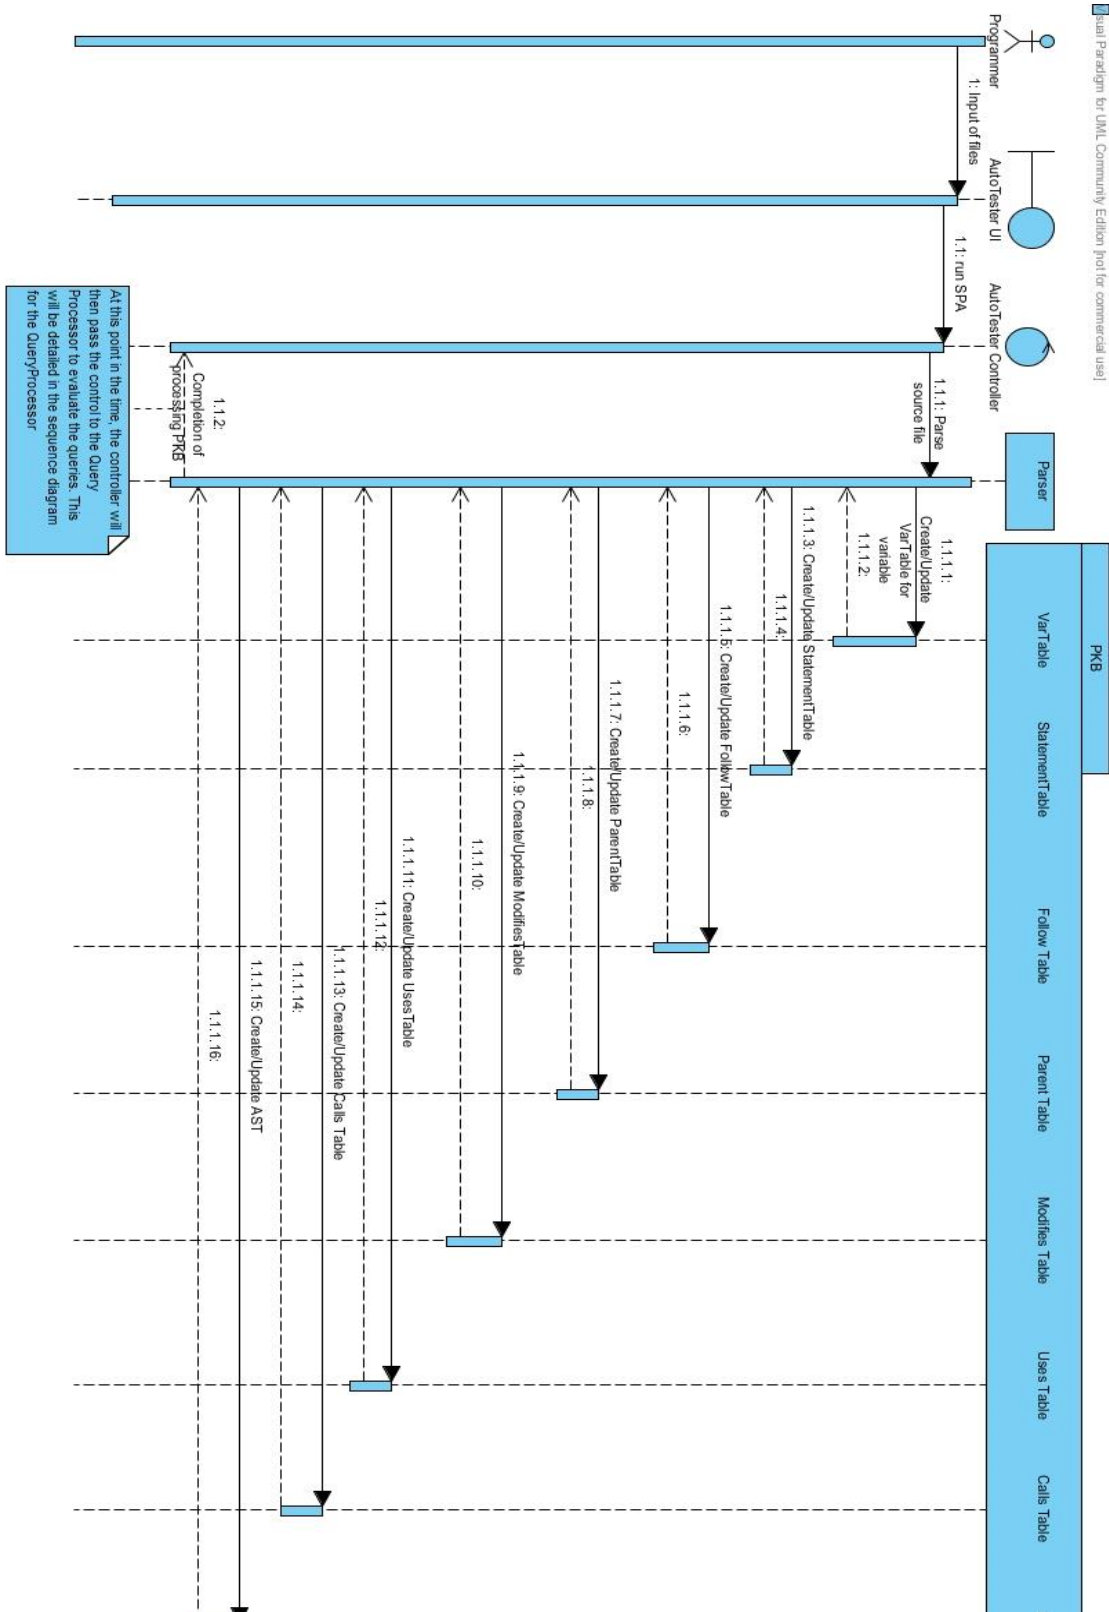 Visual Paradigm for UML Community Edition [not for commercial use]
Programmer
AutoTester UI
AutoTester Controller
Parser
PKB
VarTable
StatementTable
Follow Table
Parent Table
Modifies Table
Uses Table
Calls Table
1: Input of files
1.1: run SPA
1.1.1: Parse
source file
1.1.1.1:
Create/Update
VarTable for
variable
1.1.1.2:
1.1.1.3: Create/Update StatementTable
1.1.1.4:
1.1.1.5: Create/Update FollowTable
1.1.1.6:
1.1.1.7: Create/Update ParentTable
1.1.1.8:
1.1.1.9: Create/Update ModifiesTable
1.1.1.10:
1.1.1.11: Create/Update UsesTable
1.1.1.12:
1.1.1.13: Create/Update Calls Table
1.1.1.14:
1.1.1.15: Create/Update AST
1.1.1.16:
1.1.2:
Completion of
processing PKB
At this point in the time, the controller will
then pass the control to the Query
Processor to evaluate the queries. This
will be detailed in the sequence diagram
for the QueryProcessor